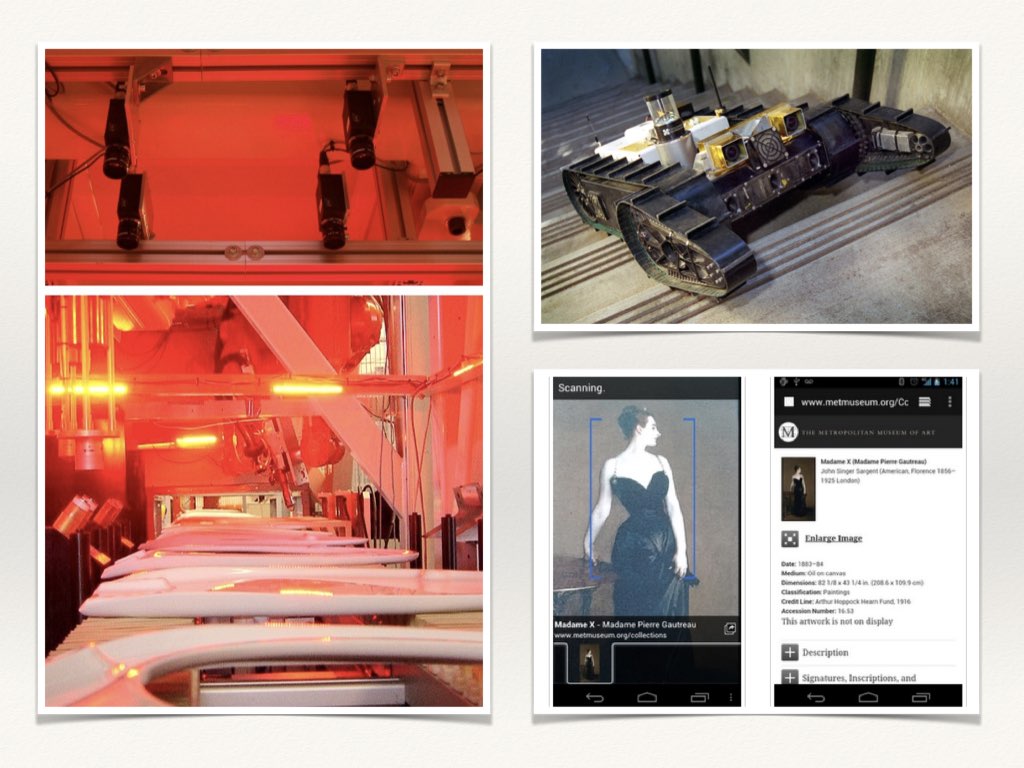 Scanning.
Madame X - Madame Pierre Gautreau
www.metmuseum.org/collections
1:41
www.metmuseum.org/Cc
M THE METROPOLITAN MUSEUM OF ART
Madame X (Madame Pierre Gautreau)
John Singer Sargent (American, Florence 1856–
1925 London)
Enlarge Image
Date: 1883–84
Medium: Oil on canvas
Dimensions: 82 1/8 x 43 1/4 in. (208.6 x 109.9 cm)
Classification: Paintings
Credit Line: Arthur Hoppock Hearn Fund, 1916
Accession Number: 16.53
This artwork is not on display
Description
Signatures, Inscriptions, and